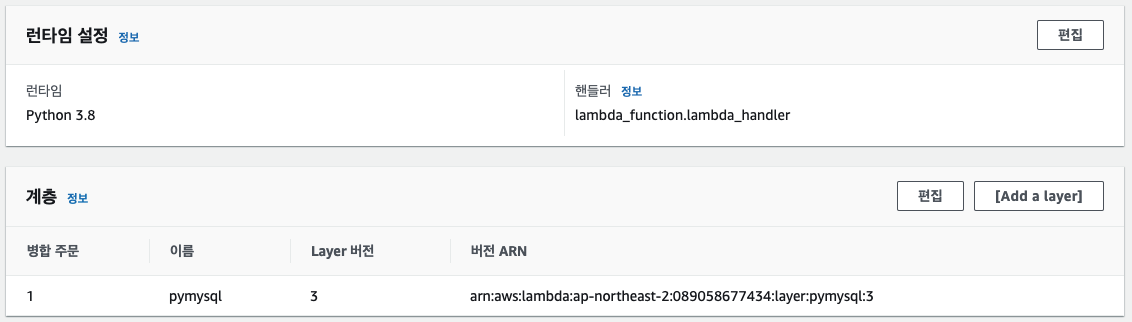 런타임 설정 정보 편집
런타임 핸들러 정보
Python 3.8 lambda_function.lambda_handler
계층 정보 편집 [Add a layer]
병합 주문 이름 Layer 버전 버전 ARN
1 pymysql 3 arn:aws:lambda:ap-northeast-2:089058677434:layer:pymysql:3